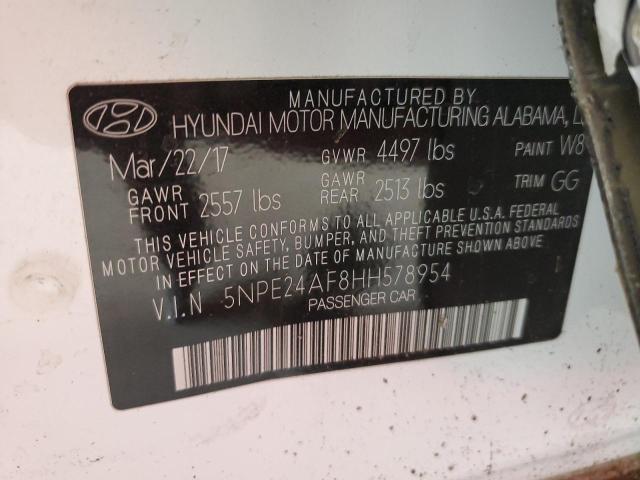 MANUFACTURED BY
HYUNDAI MOTOR MANUFACTURING ALABAMA,
Mar/22/17 GVWR 4497 lbs PAINT W8
GAWR FRONT 2557 lbs GAWR REAR 2513 lbs TRIM GG
THIS VEHICLE CONFORMS TO ALL APPLICABLE U.S.A. FEDERAL
MOTOR VEHICLE SAFETY, BUMPER, AND THEFT PREVENTION STANDARDS
IN EFFECT ON THE DATE OF MANUFACTURE SHOWN ABOVE.
V.I.N 5NPE24AF8HH578954
PASSENGER CAR